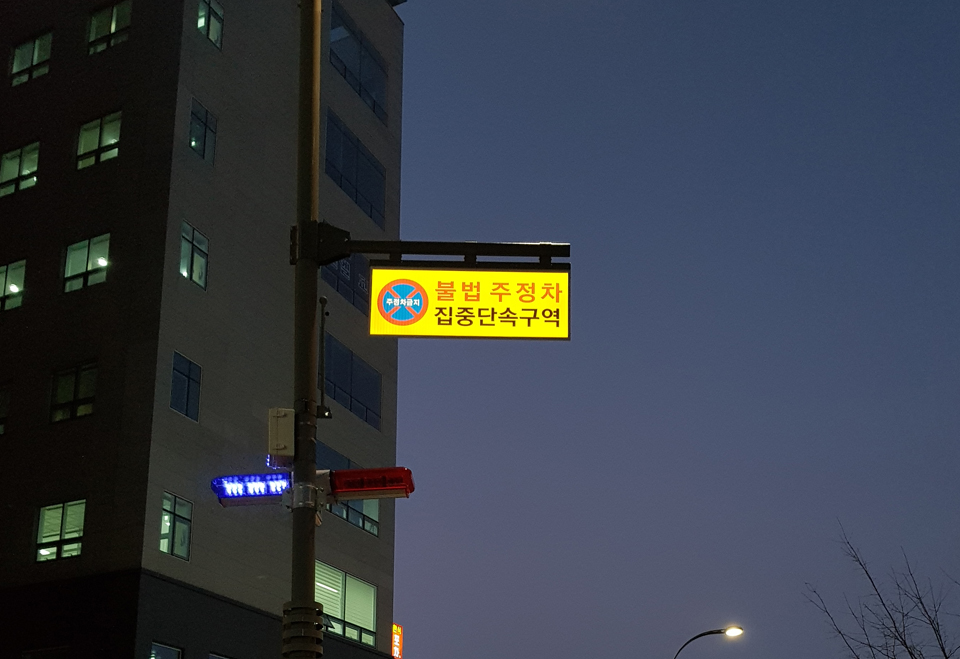 주정차금지
불법 주정차
집중단속구역